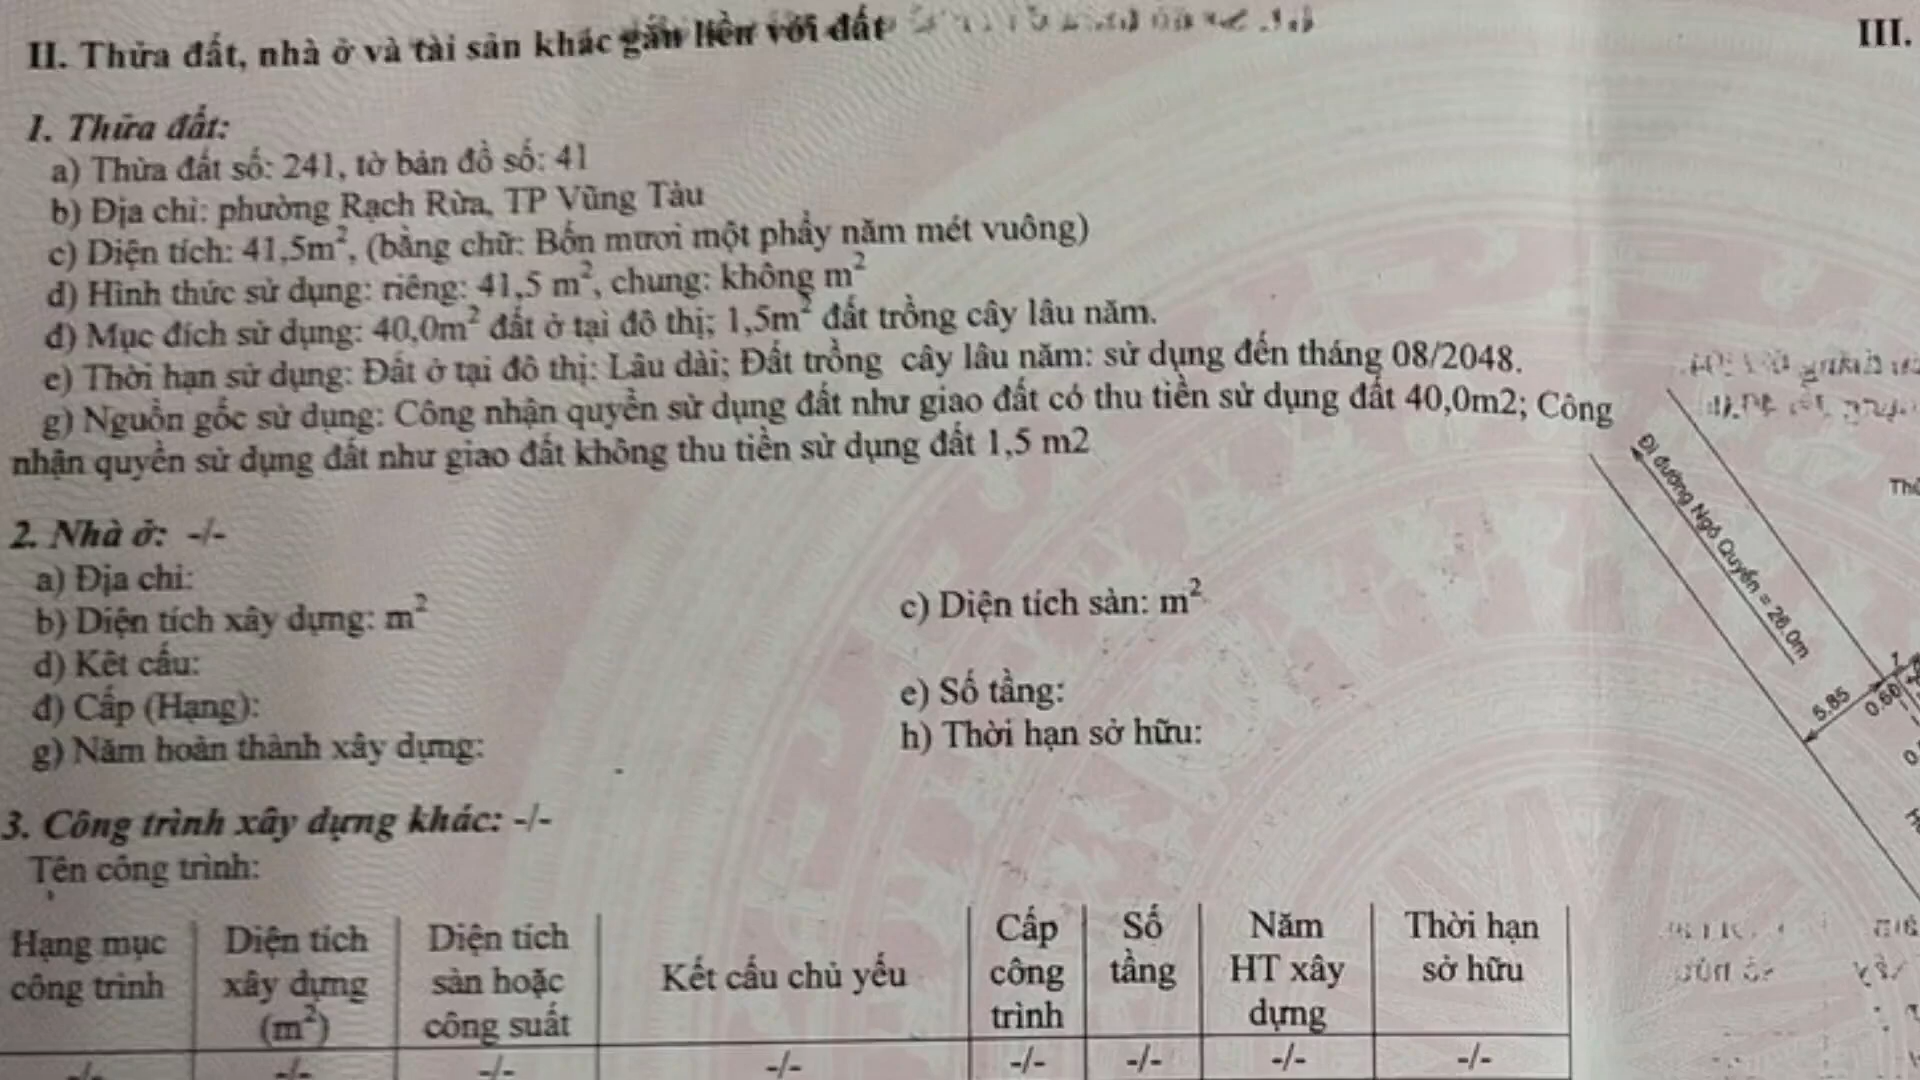 II. Thửa đất, nhà ở và tài sản khác gắn liền với đất
III.
1. Thửa đất:
a) Thửa đất số: 241, tờ bản đồ số: 41
b) Địa chỉ: phường Rạch Rừa, TP Vũng Tàu
c) Diện tích: 41,5m², (bằng chữ: Bốn mươi một phẩy năm mét vuông)
d) Hình thức sử dụng: riêng: 41,5 m², chung: không m²
đ) Mục đích sử dụng: 40,0m² đất ở tại đô thị; 1,5m² đất trồng cây lâu năm.
e) Thời hạn sử dụng: Đất ở tại đô thị: Lâu dài; Đất trồng cây lâu năm: sử dụng đến tháng 08/2048.
g) Nguồn gốc sử dụng: Công nhận quyền sử dụng đất như giao đất có thu tiền sử dụng đất 40,0m2; Công
nhận quyền sử dụng đất như giao đất không thu tiền sử dụng đất 1,5 m2
2. Nhà ở: -/-
a) Địa chỉ:
b) Diện tích xây dựng: m²
c) Diện tích sàn: m²
d) Kết cấu:
đ) Cấp (Hạng):
e) Số tầng:
g) Năm hoàn thành xây dựng:
h) Thời hạn sở hữu:
3. Công trình xây dựng khác: -/-
Tên công trình:
Hạng mục
công trình
Diện tích
xây dựng
(m²)
Diện tích
sàn hoặc
công suất
Kết cấu chủ yếu
Cấp
công
trình
Số
tầng
Năm
HT xây
dựng
Thời hạn
sở hữu
-/- -/- -/- -/- -/- -/- -/- -/-
Đi đường Ngô Quyền = 26.0m
5.85
0.60
1